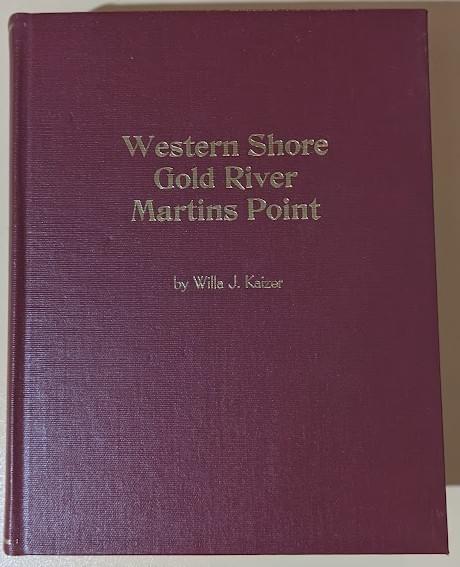 Western Shore
Gold River
Martins Point
by Willa J. Kaizer